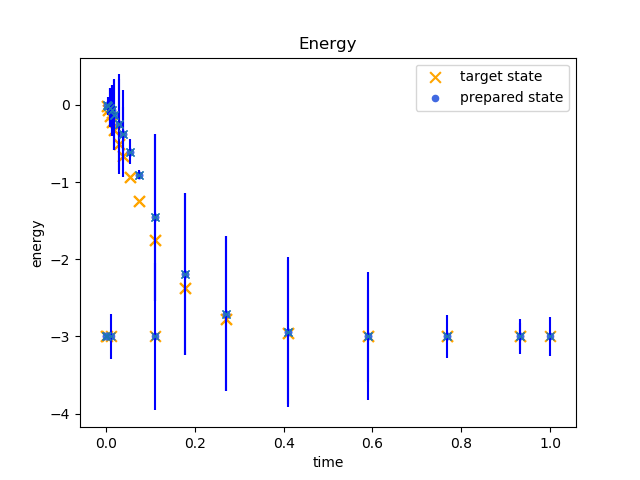 Energy
target state
prepared state
energy
0
−1
−2
−3
−4
0.0 0.2 0.4 0.6 0.8 1.0
time